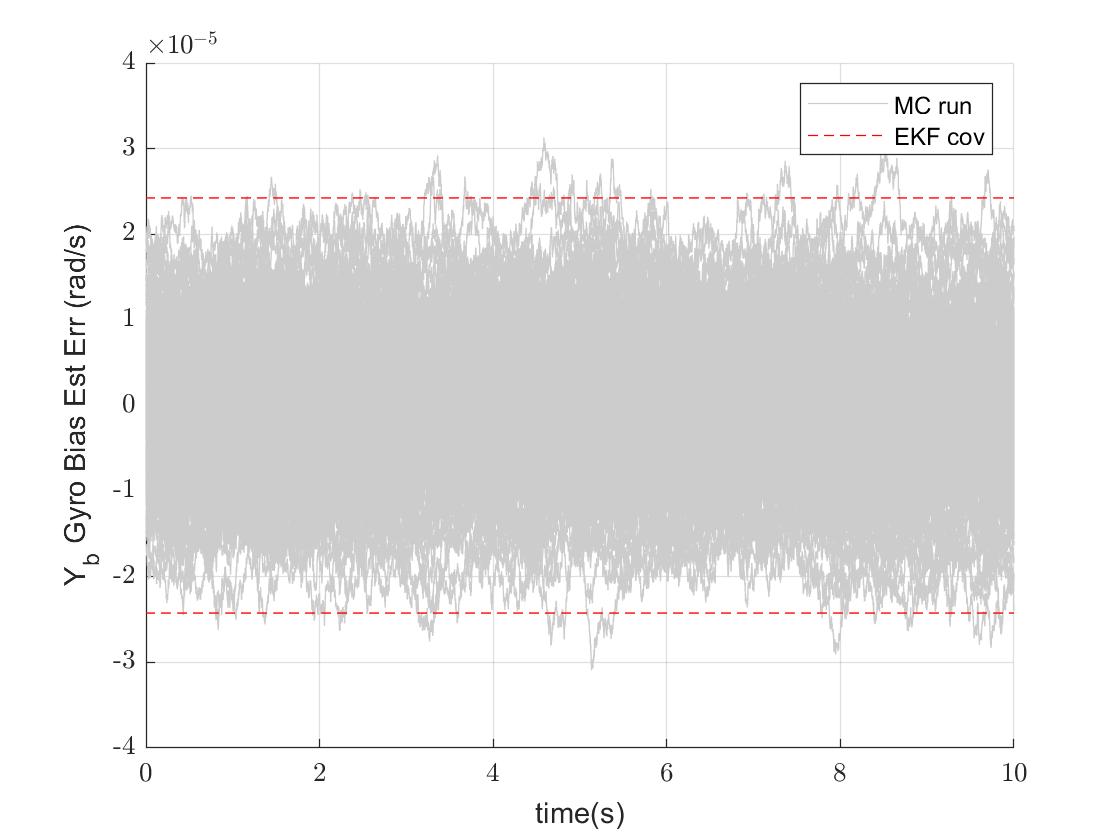 ×10⁻⁵
4
3
2
1
0
-1
-2
-3
-4
Y_b Gyro Bias Est Err (rad/s)
MC run
EKF cov
0 2 4 6 8 10
time(s)